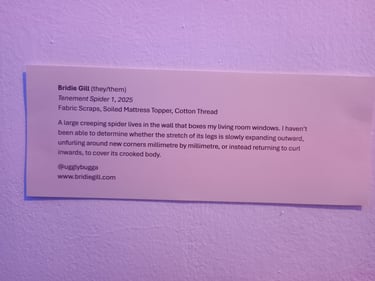 Bridie Gill (they/them)
Tenement Spider 1, 2025
Fabric Scraps, Soiled Mattress Topper, Cotton Thread
A large creeping spider lives in the wall that boxes my living room windows. I haven't
been able to determine whether the stretch of its legs is slowly expanding outward,
unfurling around new corners millimetre by millimetre, or instead returning to curl
inwards, to cover its crooked body.
@ugglybugga
www.bridiegill.com